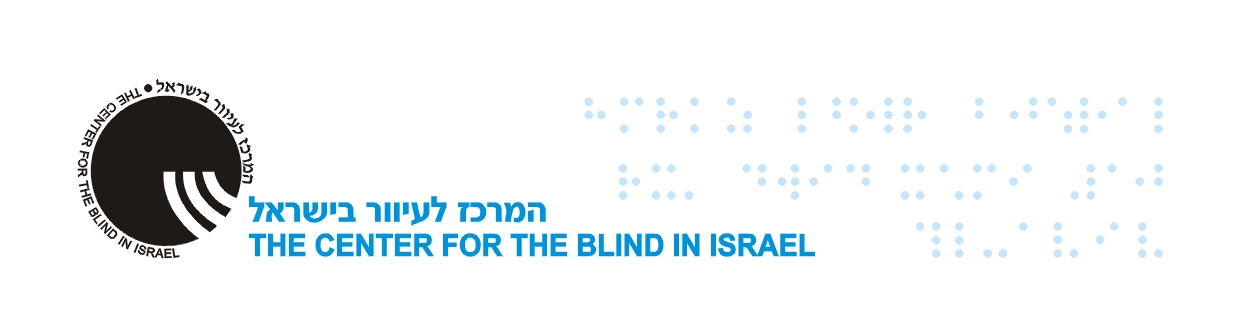 המרכז לעיוור בישראל • THE CENTER FOR THE BLIND IN ISRAEL
המרכז לעיוור בישראל
THE CENTER FOR THE BLIND IN ISRAEL